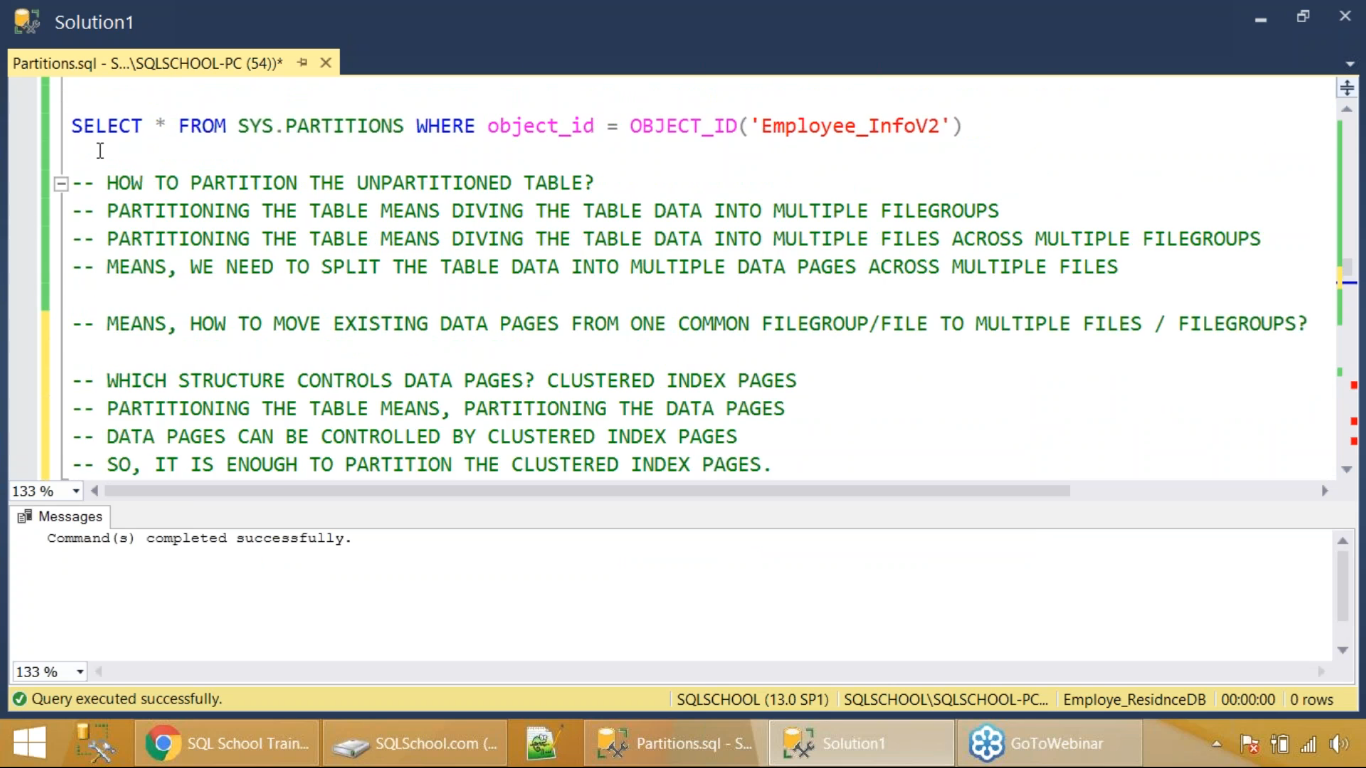 Solution1
Partitions.sql - S...\SQLSCHOOL-PC (54))*
SELECT * FROM SYS.PARTITIONS WHERE object_id = OBJECT_ID('Employee_InfoV2')
-- HOW TO PARTITION THE UNPARTITIONED TABLE?
-- PARTITIONING THE TABLE MEANS DIVING THE TABLE DATA INTO MULTIPLE FILEGROUPS
-- PARTITIONING THE TABLE MEANS DIVING THE TABLE DATA INTO MULTIPLE FILES ACROSS MULTIPLE FILEGROUPS
-- MEANS, WE NEED TO SPLIT THE TABLE DATA INTO MULTIPLE DATA PAGES ACROSS MULTIPLE FILES
-- MEANS, HOW TO MOVE EXISTING DATA PAGES FROM ONE COMMON FILEGROUP/FILE TO MULTIPLE FILES / FILEGROUPS?
-- WHICH STRUCTURE CONTROLS DATA PAGES? CLUSTERED INDEX PAGES
-- PARTITIONING THE TABLE MEANS, PARTITIONING THE DATA PAGES
-- DATA PAGES CAN BE CONTROLLED BY CLUSTERED INDEX PAGES
-- SO, IT IS ENOUGH TO PARTITION THE CLUSTERED INDEX PAGES.
133 %
Messages
Command(s) completed successfully.
133 %
Query executed successfully. SQLSCHOOL (13.0 SP1) SQLSCHOOL\SQLSCHOOL-PC... Employe_ResidnceDB 00:00:00 0 rows
SQL School Train... SQLSchool.com (... Partitions.sql - S... Solution1 GoToWebinar